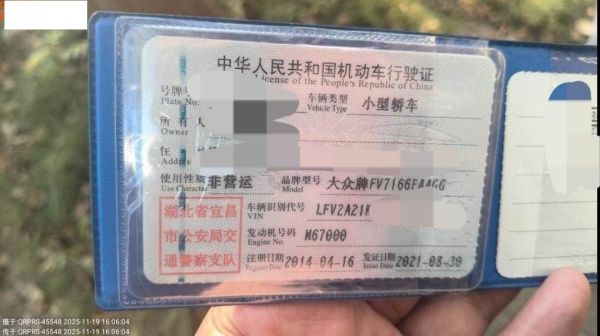 中华人民共和国机动车行驶证
License of the People's Republic of China
号牌
Plate No.
车辆类型 小型轿车
Vehicle Type
所有人
Owner
住
Address
使用性质 非营运
Use Character
品牌型号 大众牌FV7166FAAGG
Model
湖北省宜昌
市公安局交
通警察支队
车辆识别代号 LFV2A21K
VIN
发动机号码 M67000
Engine No.
注册日期 2014-04-16
Register Date
发证日期 2021-08-30
Issue Date
摄于:QRPRS-45548 2025-11-19 16:06:04
传于:QRPRS-45548 2025-11-19 16:06:04